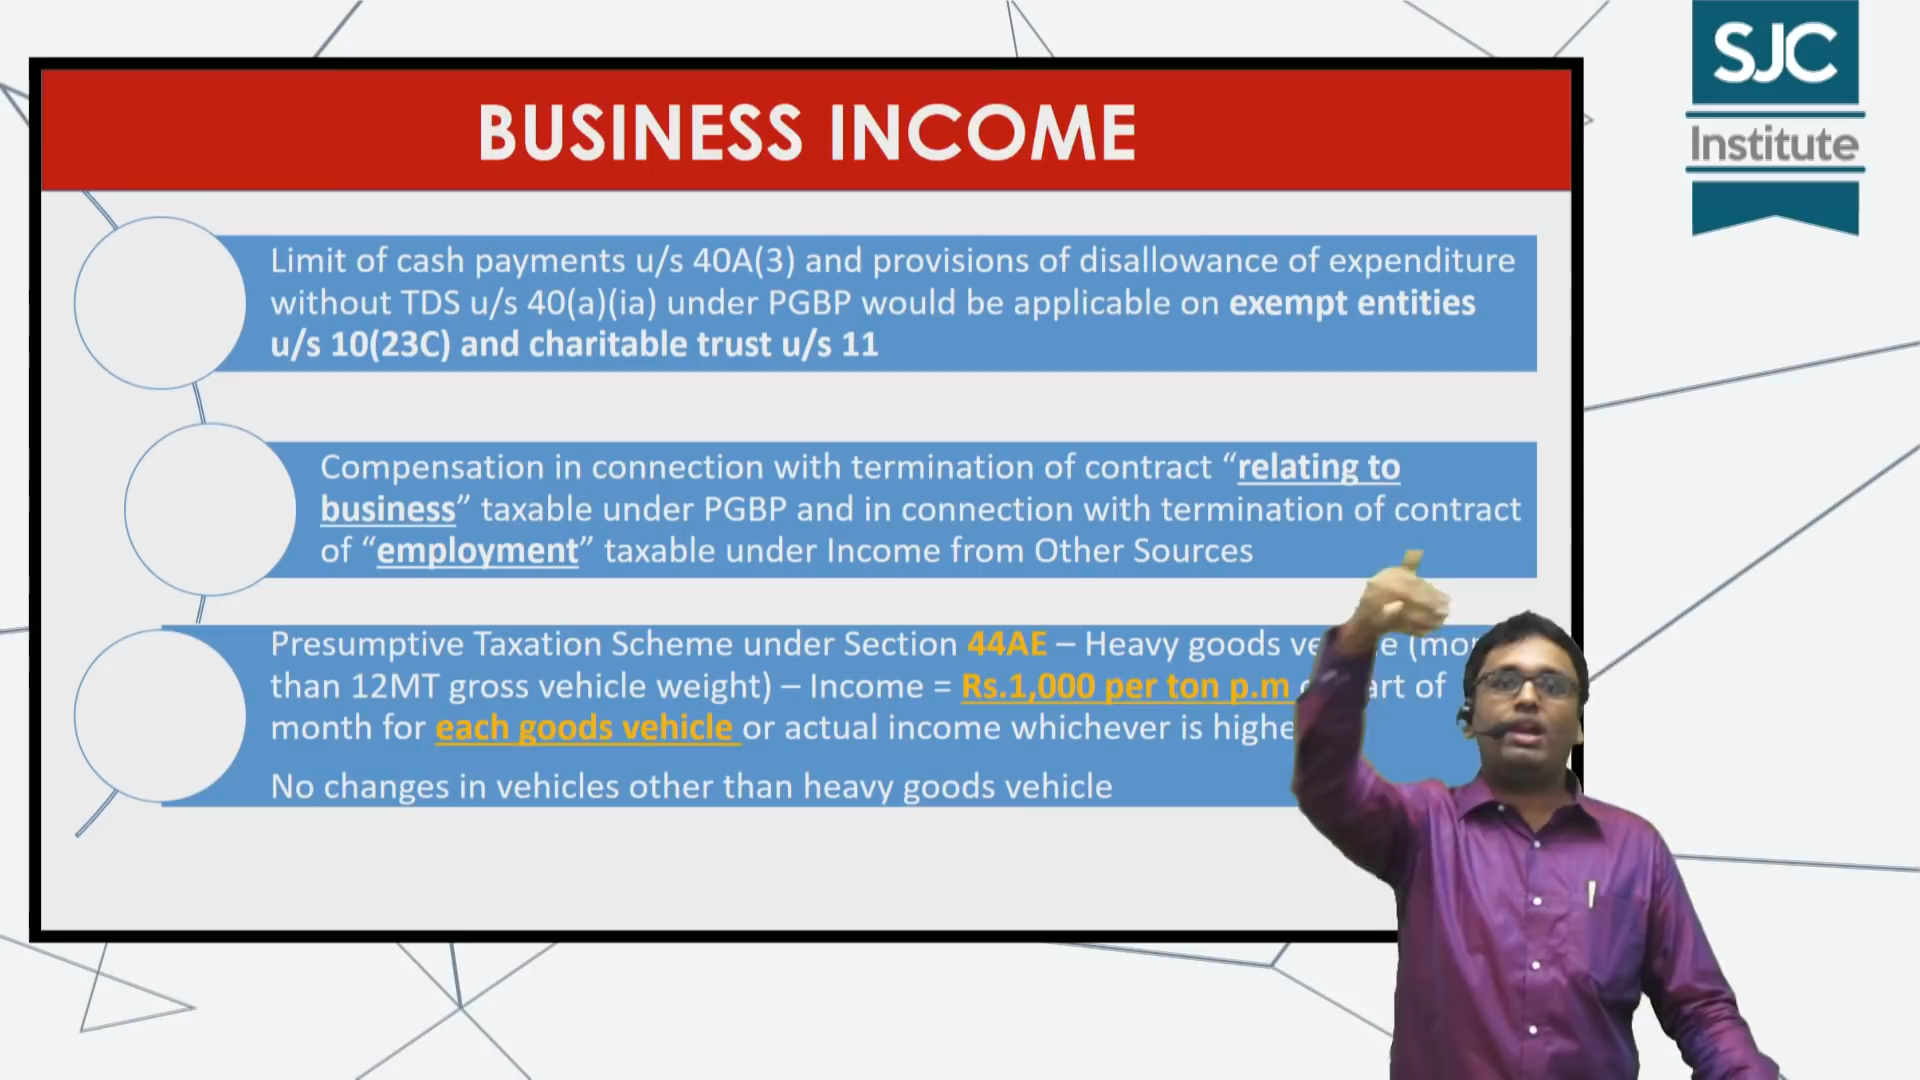 SJC
Institute
BUSINESS INCOME
Limit of cash payments u/s 40A(3) and provisions of disallowance of expenditure
without TDS u/s 40(a)(ia) under PGBP would be applicable on exempt entities
u/s 10(23C) and charitable trust u/s 11
Compensation in connection with termination of contract “relating to
business” taxable under PGBP and in connection with termination of contract
of “employment” taxable under Income from Other Sources
Presumptive Taxation Scheme under Section 44AE – Heavy goods
than 12MT gross vehicle weight) – Income = Rs.1,000 per ton p.m of
month for each goods vehicle or actual income whichever is
No changes in vehicles other than heavy goods vehicle